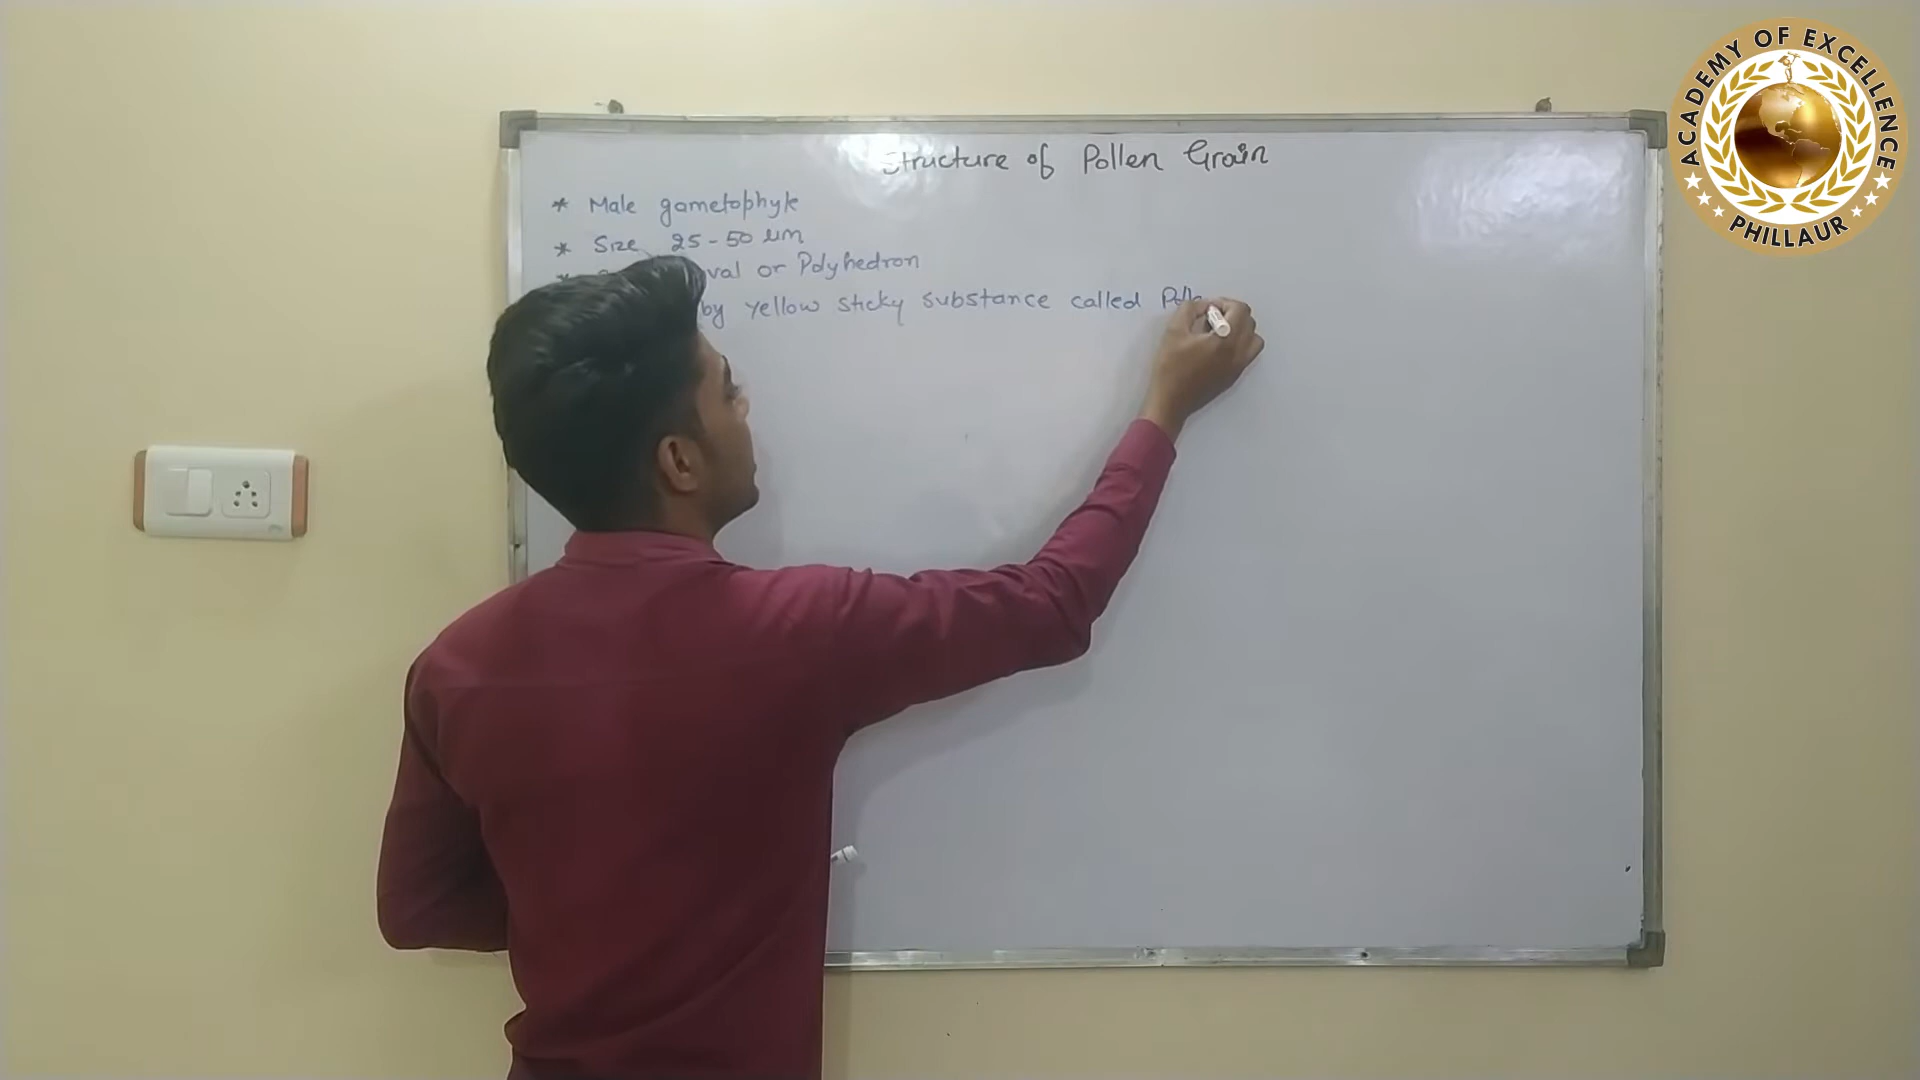 Structure of Pollen Grain
* Male gametophyte
* Size 25-50 um
* val or Polyhedron
by yellow sticky substance called Polle
ACADEMY OF EXCELLENCE
PHILLAUR